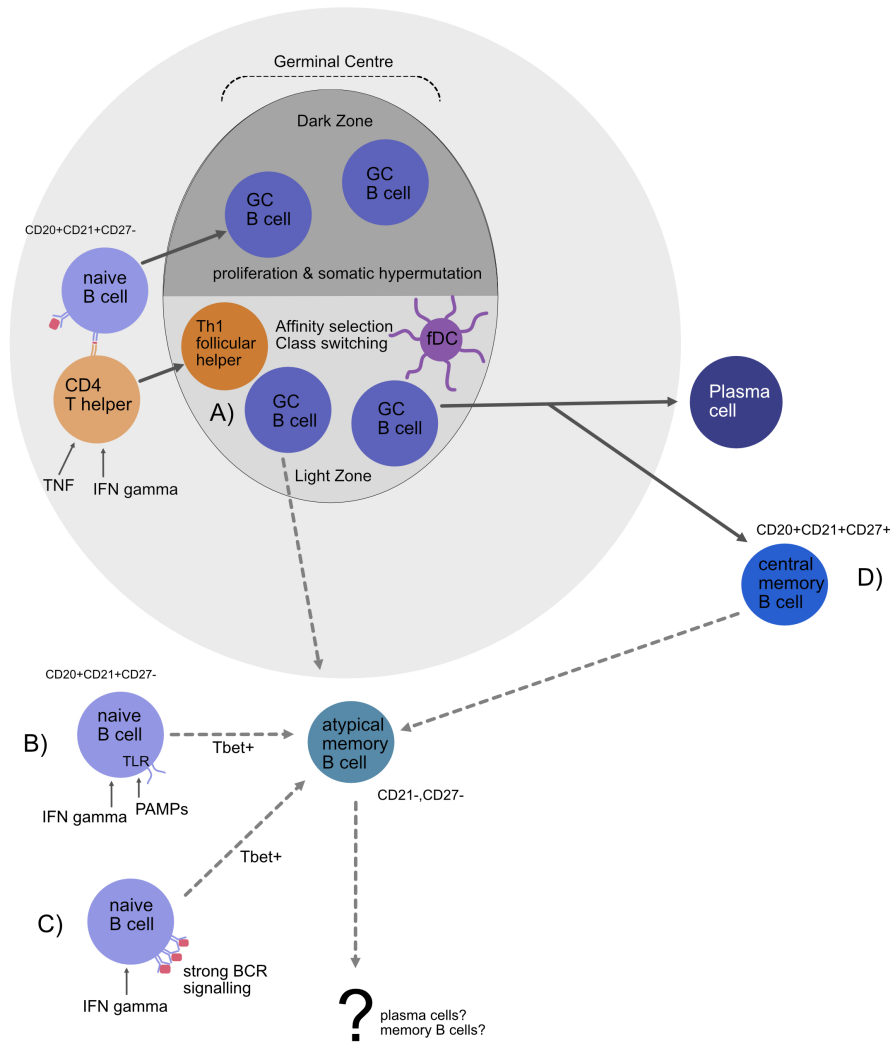 Germinal Centre
Dark Zone
GC
B cell
GC
B cell
CD20+CD21+CD27-
naive
B cell
proliferation & somatic hypermutation
Th1
follicular
helper
Affinity selection
Class switching
fDC
CD4
T helper
A)
GC
B cell
GC
B cell
Plasma
cell
Light Zone
TNF
IFN gamma
CD20+CD21+CD27+
central
memory
B cell
D)
CD20+CD21+CD27-
B)
naive
B cell
TLR
Tbet+
IFN gamma
PAMPs
atypical
memory
B cell
CD21-,CD27-
Tbet+
C)
naive
B cell
strong BCR
signalling
IFN gamma
?
plasma cells?
memory B cells?